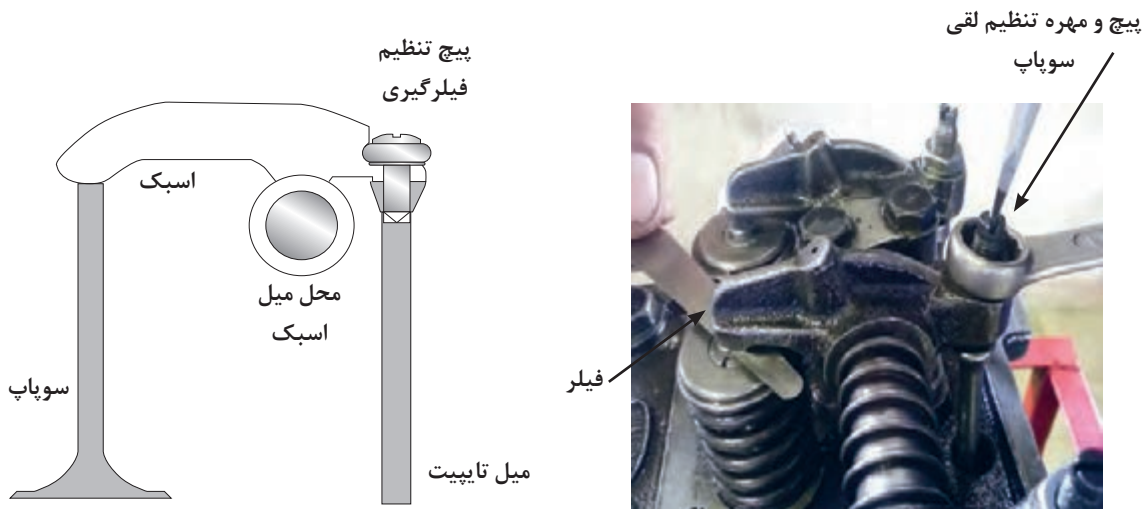 پیچ و مهره تنظیم لقی
سوپاپ
فیلر
پیچ تنظیم
فیلرگیری
اسبک
محل میل
اسبک
سوپاپ
میل تایپیت